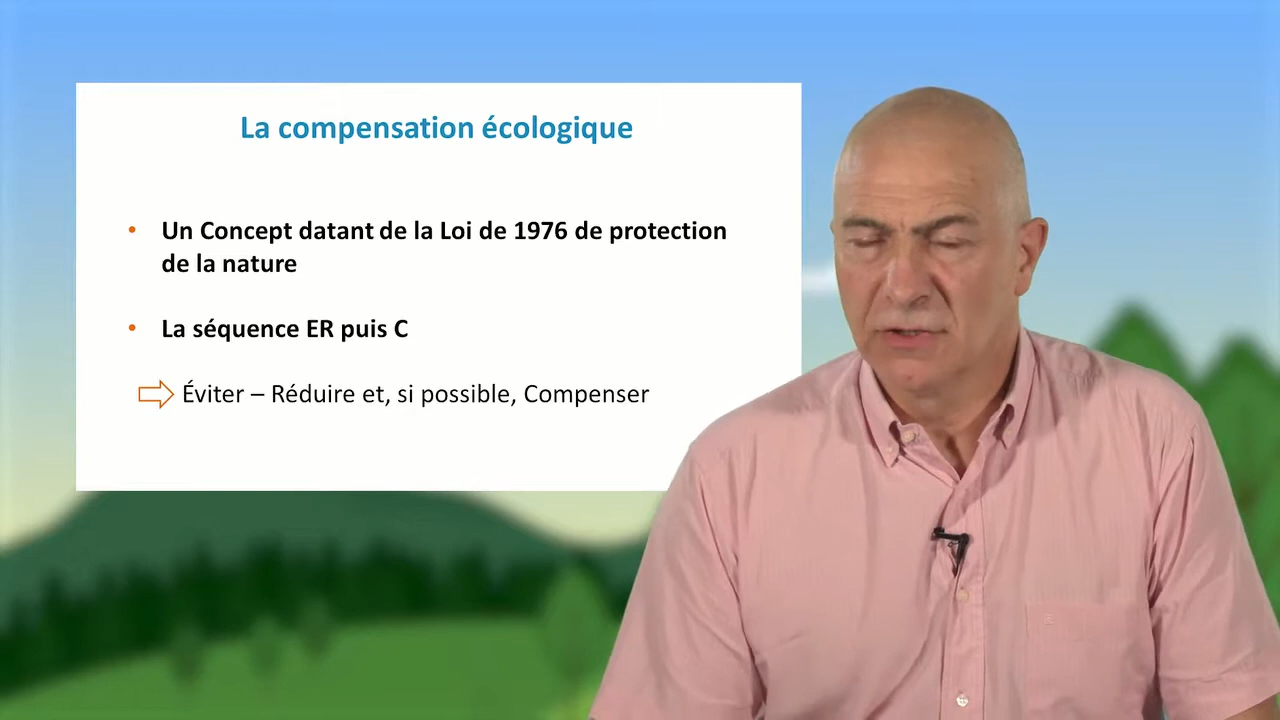 La compensation écologique
• Un Concept datant de la Loi de 1976 de protection
de la nature
• La séquence ER puis C
Éviter – Réduire et, si possible, Compenser